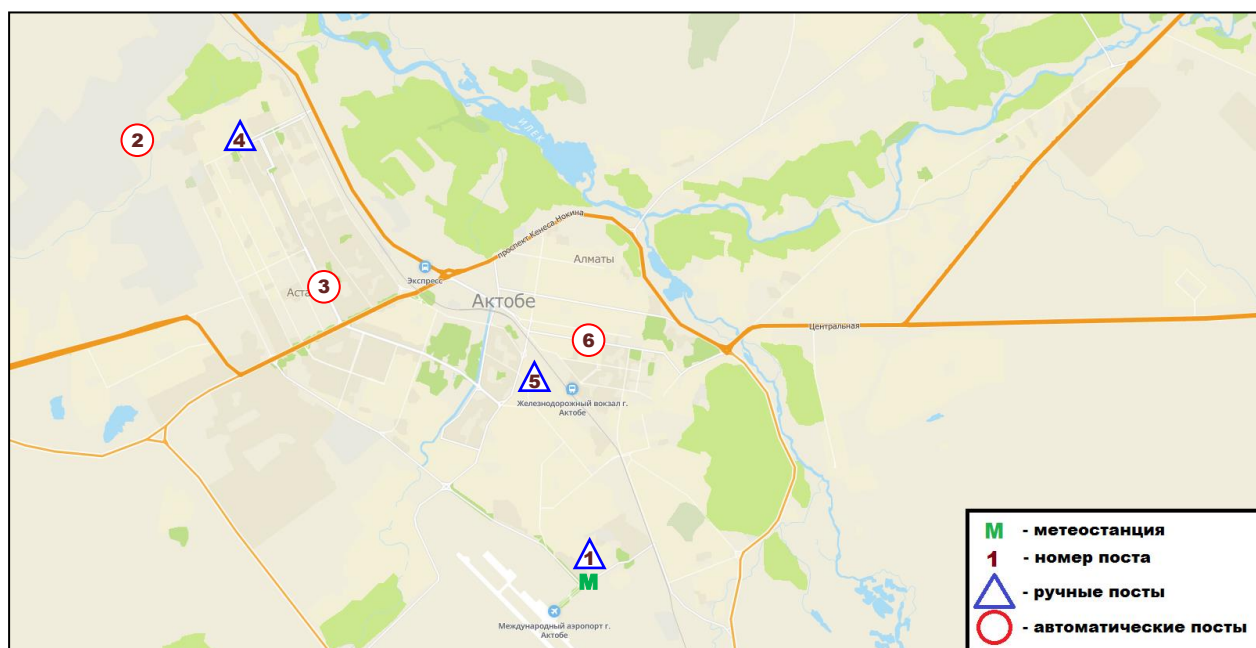 ИЛЕК
2
4
проспект Кенеса Нокина
Алматы
Экспресс
3
Аста
Актобе
Центральная
6
5
Железнодорожный вокзал г.
Актобе
1
М
Международный аэропорт г.
Актобе
М - метеостанция
1 - номер поста
- ручные посты
- автоматические посты